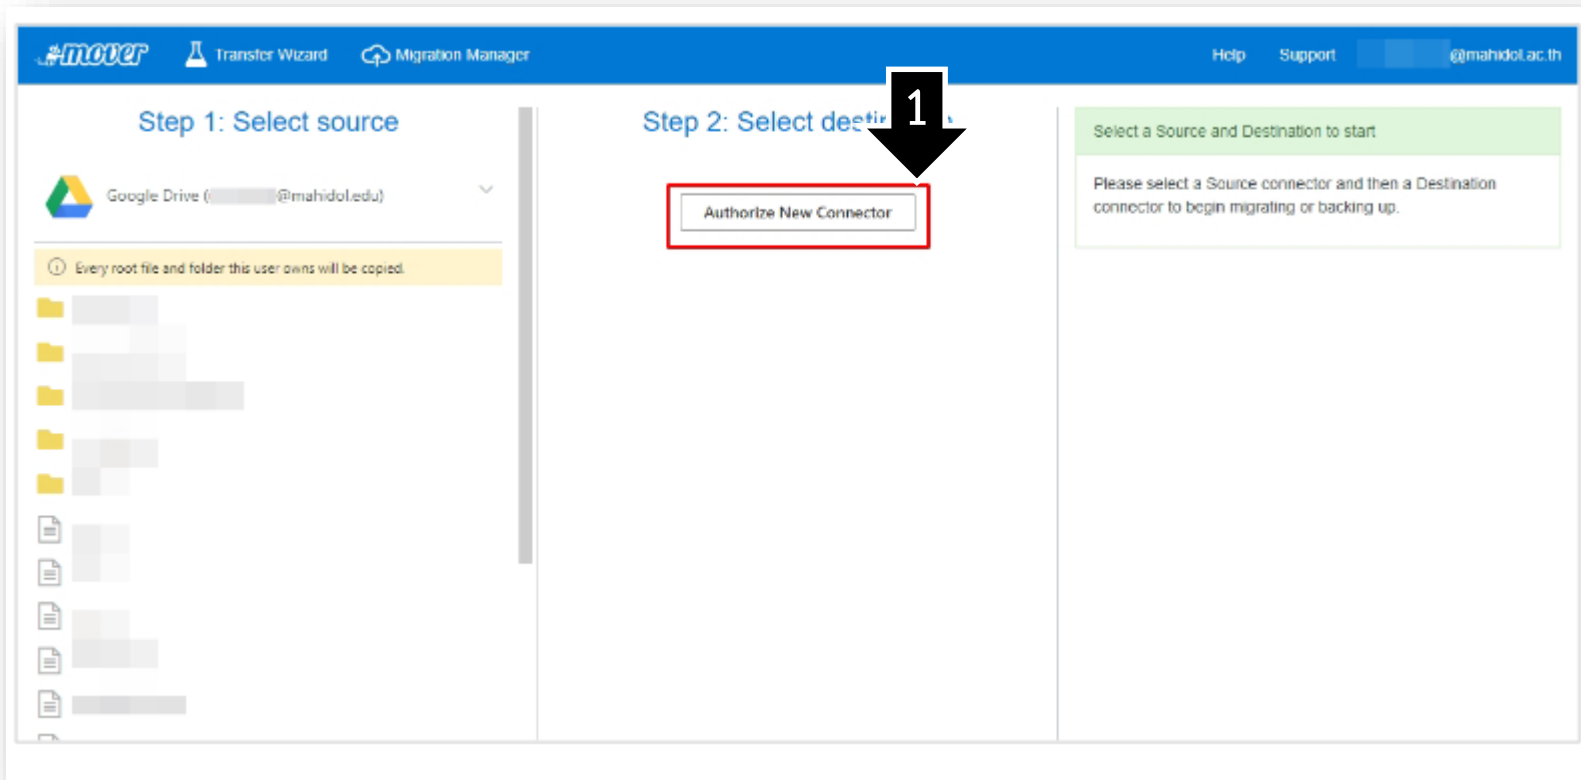 mover
Transfer Wizard
Migration Manager
Help
Support
@mahidol.ac.th
1
Step 1: Select source
Google Drive (
@mahidol.edu)
Every root file and folder this user owns will be copied.
Step 2: Select
Authorize New Connector
Select a Source and Destination to start
Please select a Source connector and then a Destination
connector to begin migrating or backing up.